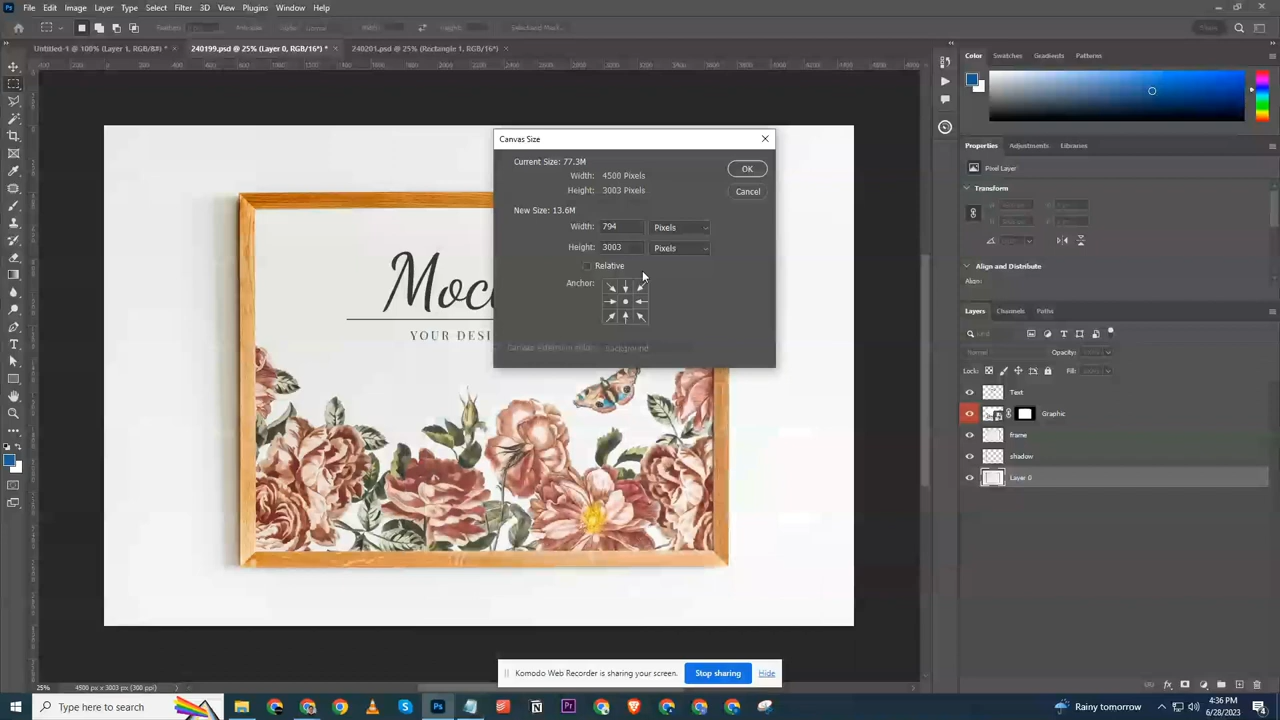 File Edit Image Layer Type Select Filter 3D View Plugins Window Help
Untitled-1 @ 100% (Layer 1, RGB/8#) * ×
240199.psd @ 25% (Layer 0, RGB/16*) * ×
240201.psd @ 25% (Rectangle 1, RGB/16*) ×
Color Swatches Gradients Patterns
Properties Adjustments Libraries
Pixel Layer
Transform
Align and Distribute
Align:
Layers Channels Paths
Normal Opacity:
Lock: Fill:
Text
Graphic
frame
shadow
Layer 0
Canvas Size
Current Size: 77.3M
Width: 4500 Pixels
Height: 3003 Pixels
New Size: 13.6M
Width: 794 Pixels
Height: 3003 Pixels
Relative
Anchor:
Canvas extension color: Background
OK
Cancel
Moc
YOUR DESI
25% 4500 px x 3003 px (300 ppi)
Komodo Web Recorder is sharing your screen. Stop sharing Hide
Type here to search
Rainy tomorrow
4:36 PM
6/28/2023